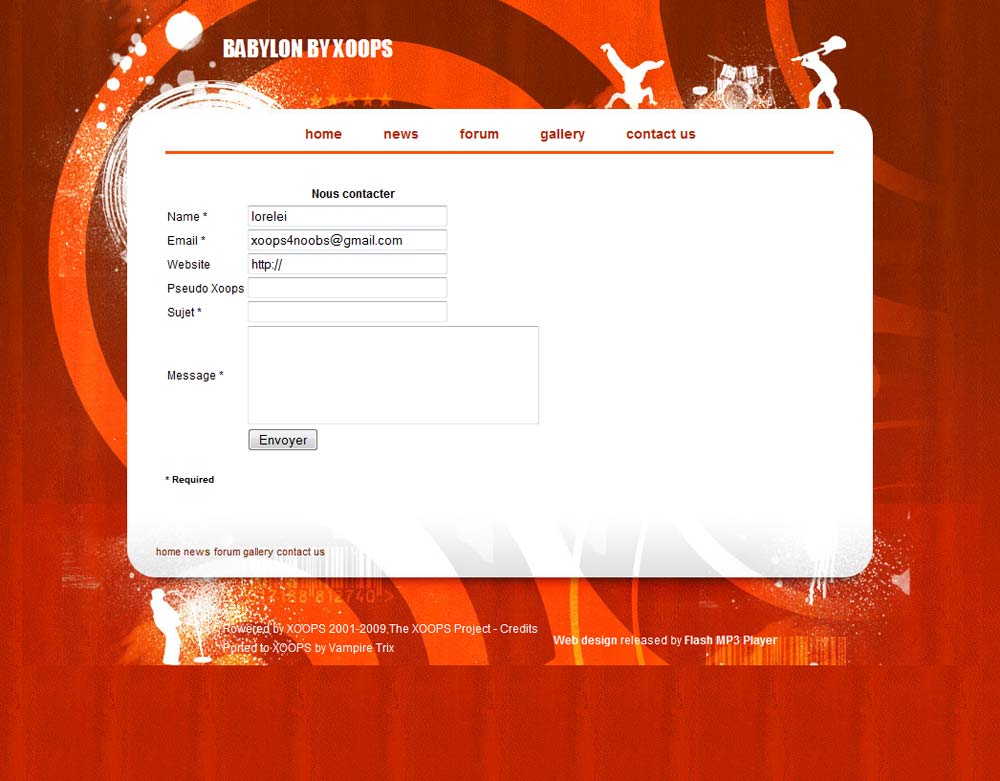 BABYLON BY XOOPS
home news forum gallery contact us
Nous contacter
Name * lorelei
Email * xoops4noobs@gmail.com
Website http://
Pseudo Xoops
Sujet *
Message *
Envoyer
* Required
home news forum gallery contact us
812740
Powered by XOOPS 2001-2009,The XOOPS Project - Credits
Ported to XOOPS by Vampire Trix
Web design released by Flash MP3 Player